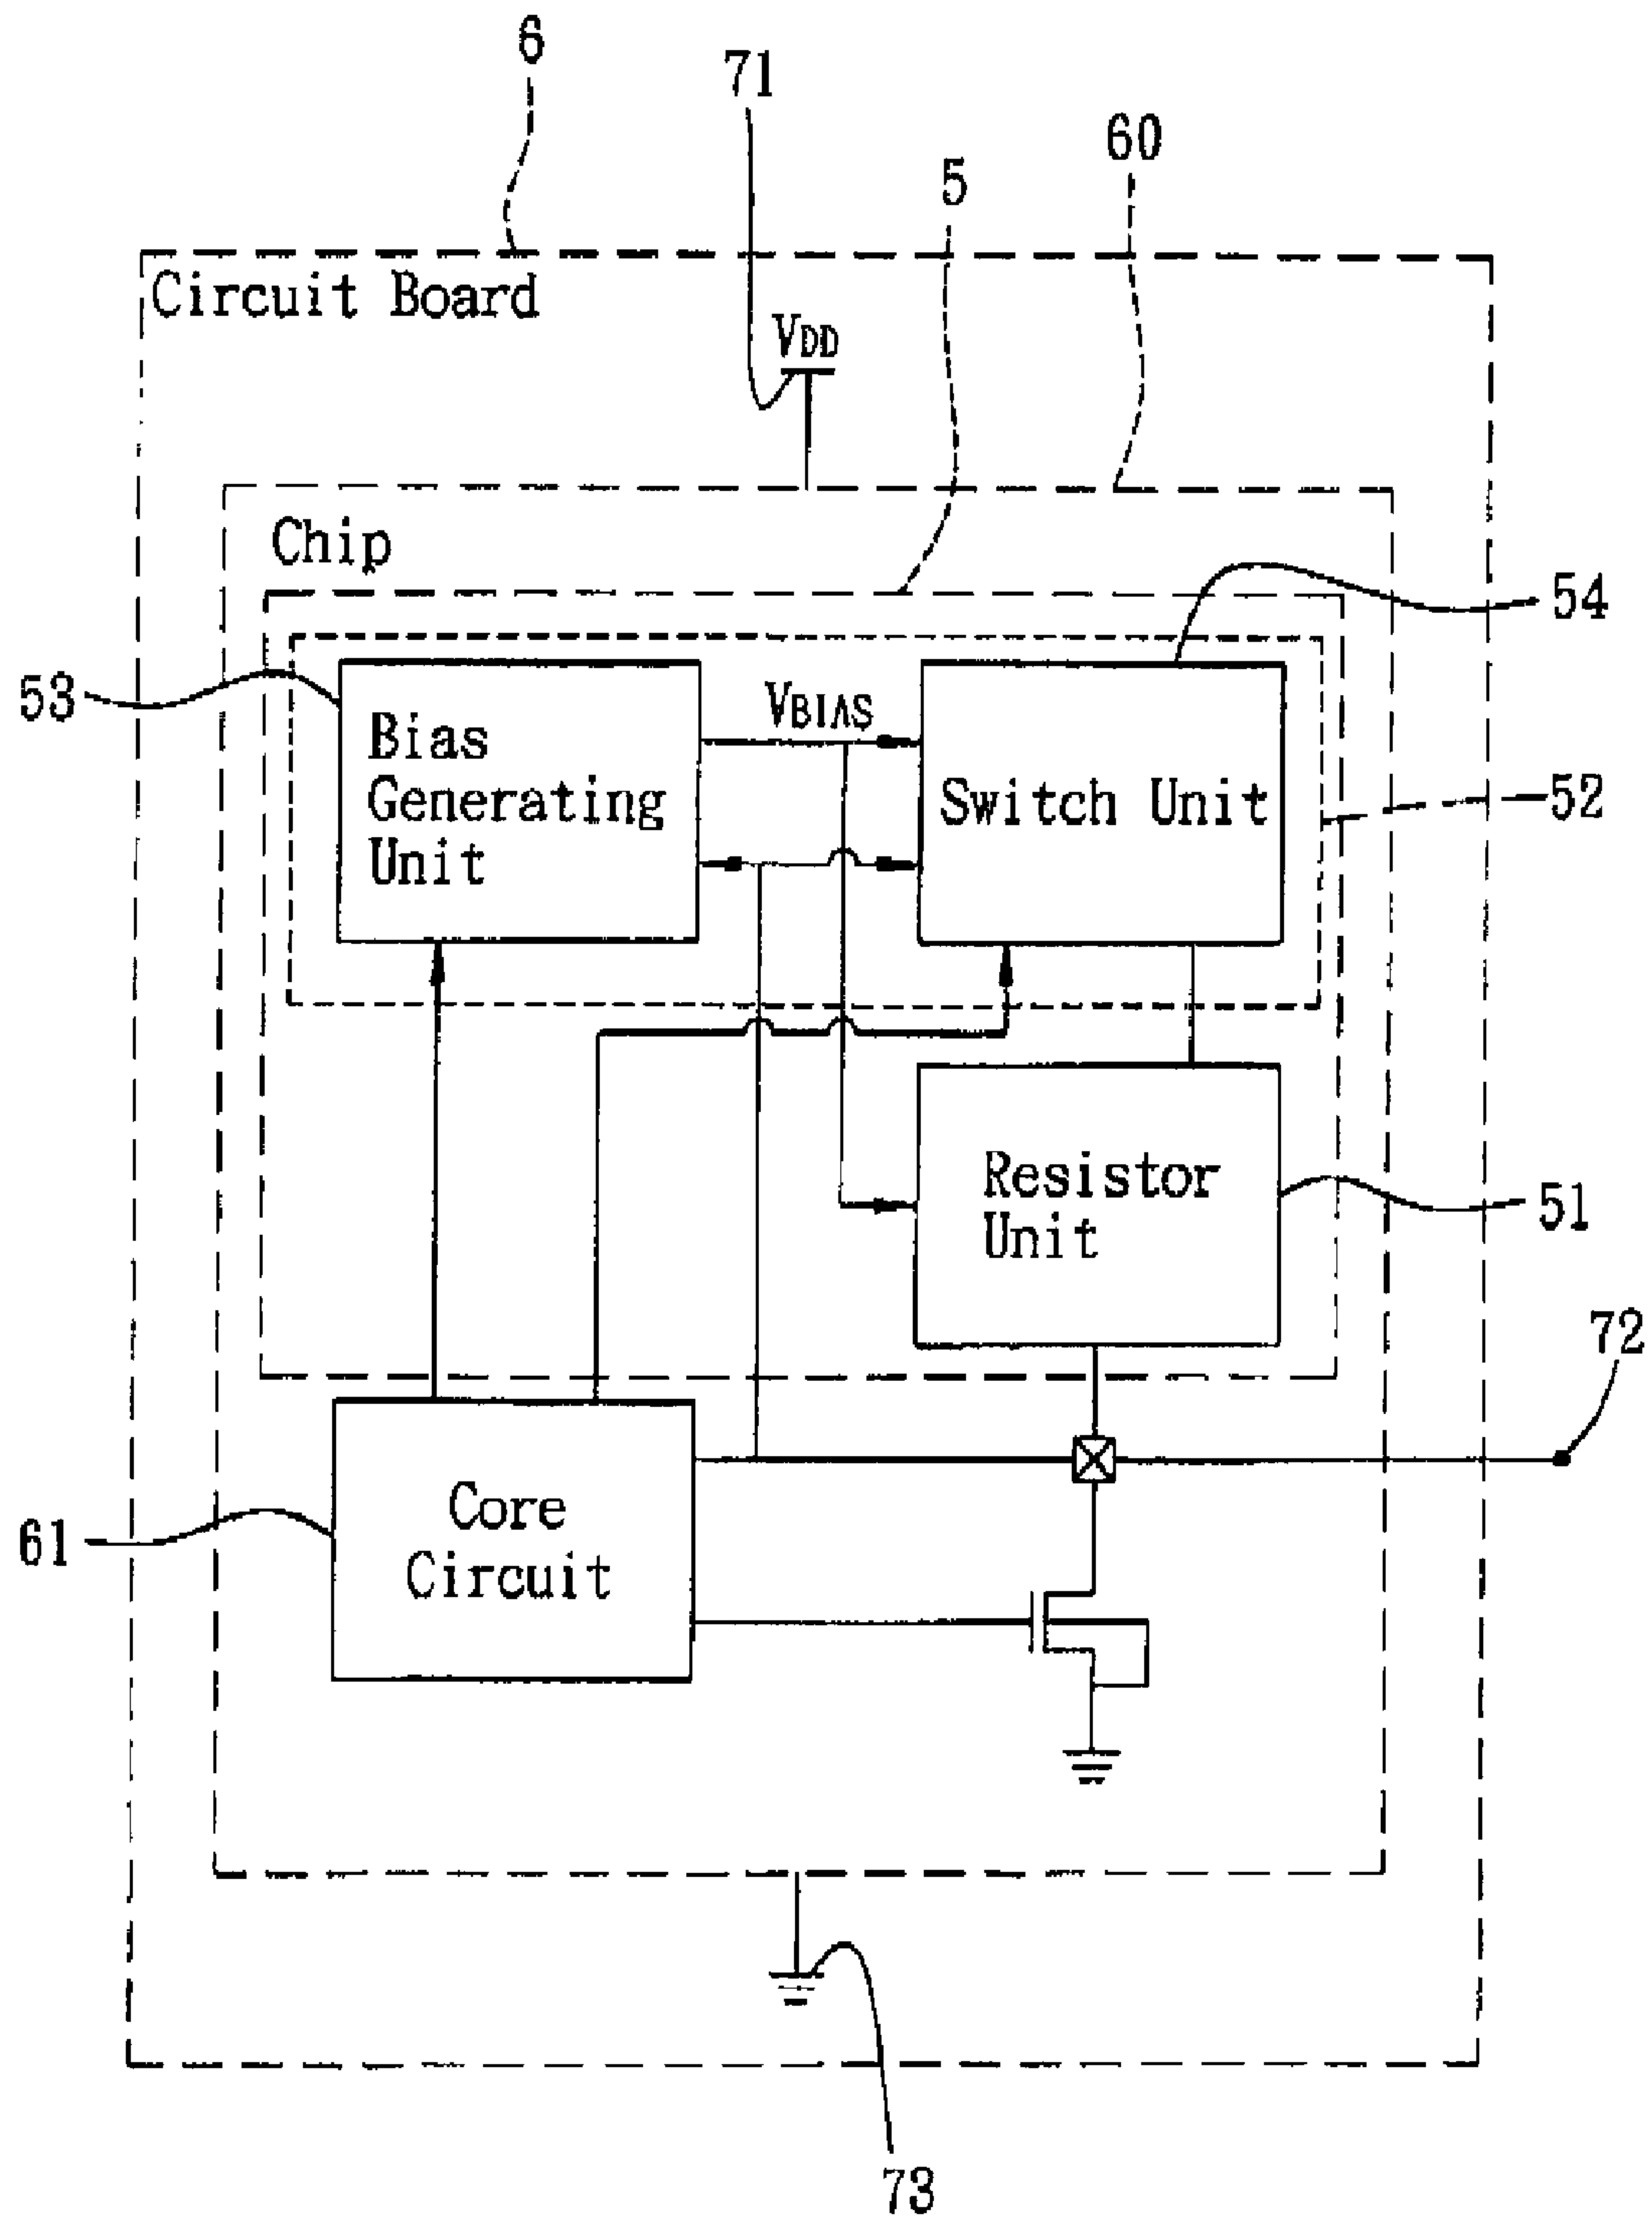 6
71
60
5
Circuit Board
VDD
Chip
54
53
VBIAS
Bias
Generating
Unit
Switch Unit
52
Resistor
Unit
51
72
Core
Circuit
61
73